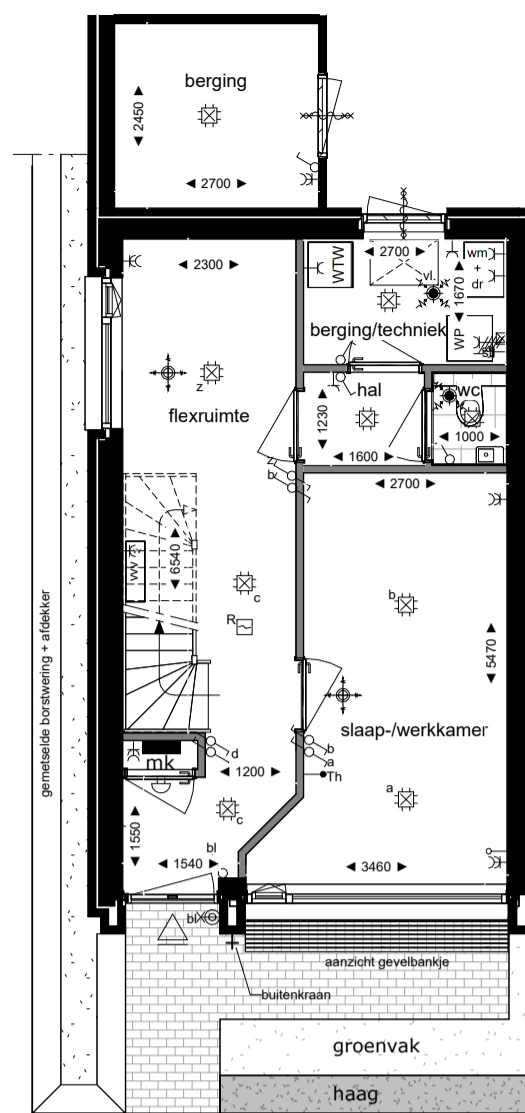 berging
2450
2700
2300
WTW
2700
wm
+
dr
vl.
1670
berging/techniek
WP
z
flexruimte
hal
wc
1230
1600
1000
z
b
2700
6540
vv
c
b
R
5470
slaap-/werkkamer
d
b
a
Th
mk
1200
a
c
1550
bl
1540
3460
bl
aanzicht gevelbankje
buitenkraan
groenvak
haag
gemetselde borstwering + afdekker